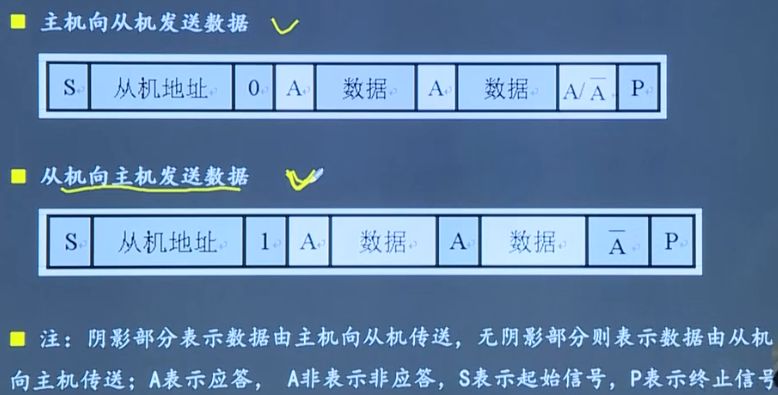 主机向从机发送数据
S 从机地址 0 A 数据 A 数据 A/A̅ P
从机向主机发送数据
S 从机地址 1 A 数据 A 数据 A̅ P
注：阴影部分表示数据由主机向从机传送，无阴影部分则表示数据由从机
向主机传送；A表示应答， A非表示非应答，S表示起始信号，P表示终止信号